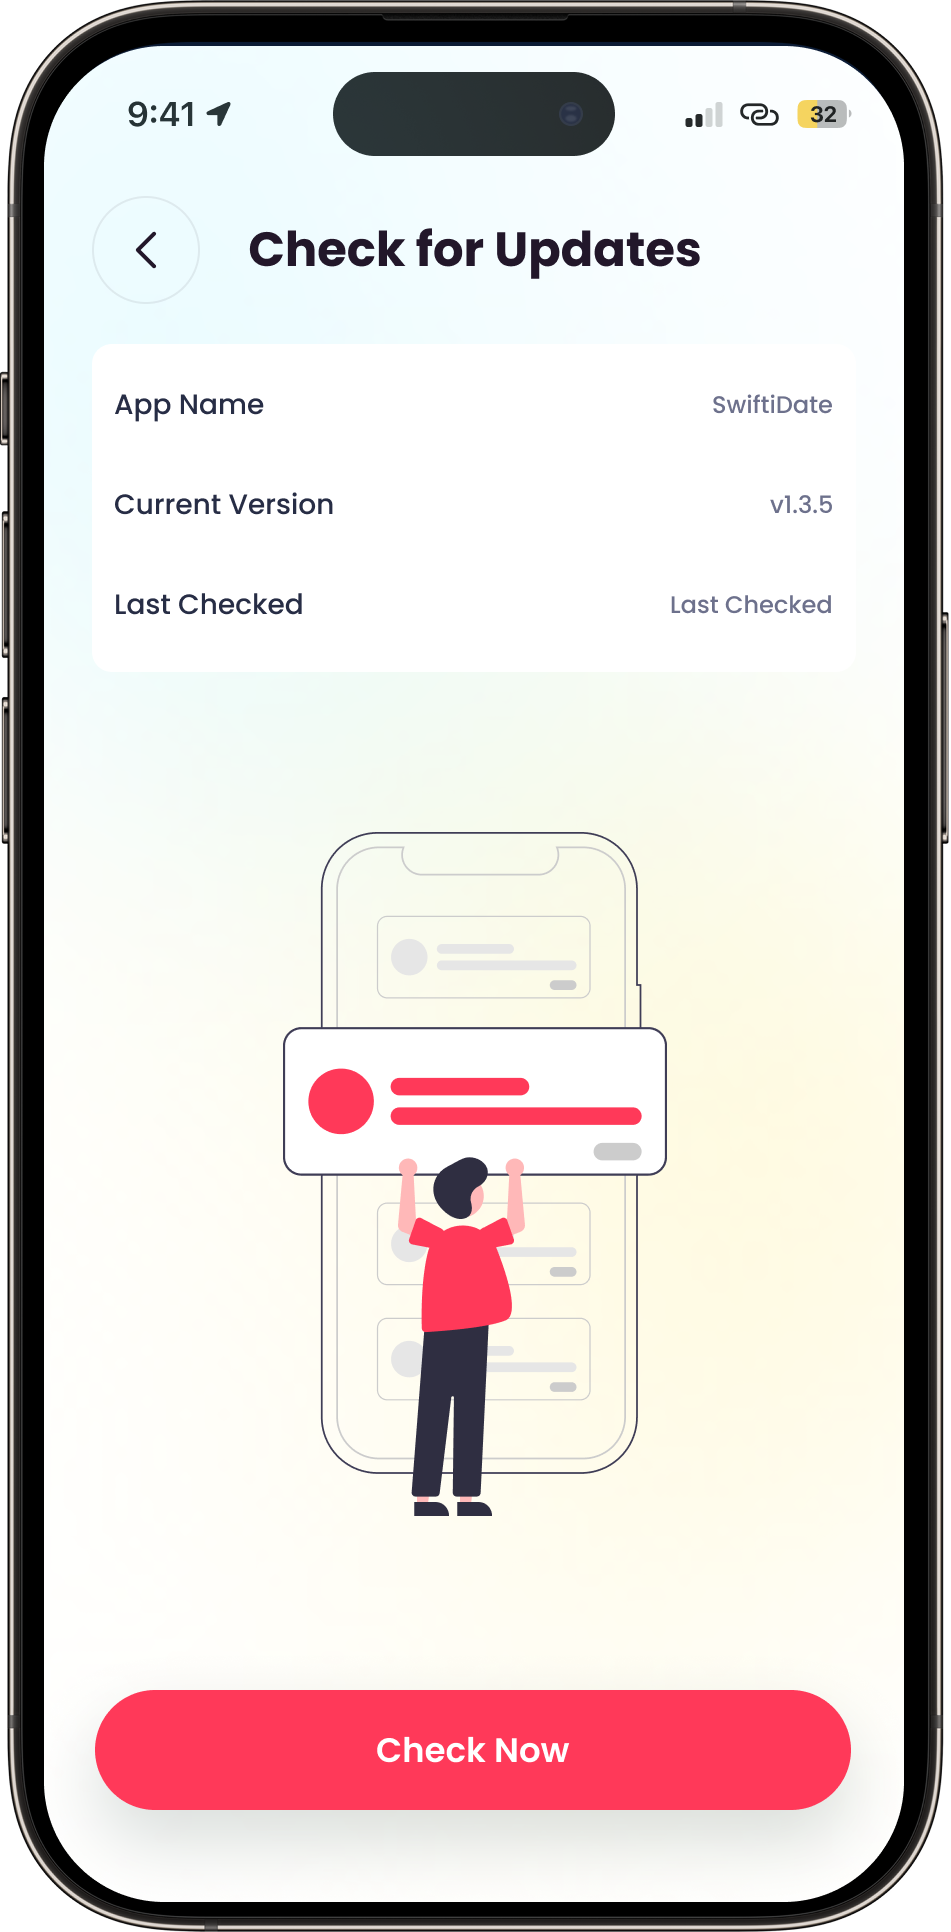 9:41
32
Check for Updates
App Name SwiftiDate
Current Version v1.3.5
Last Checked Last Checked
Check Now